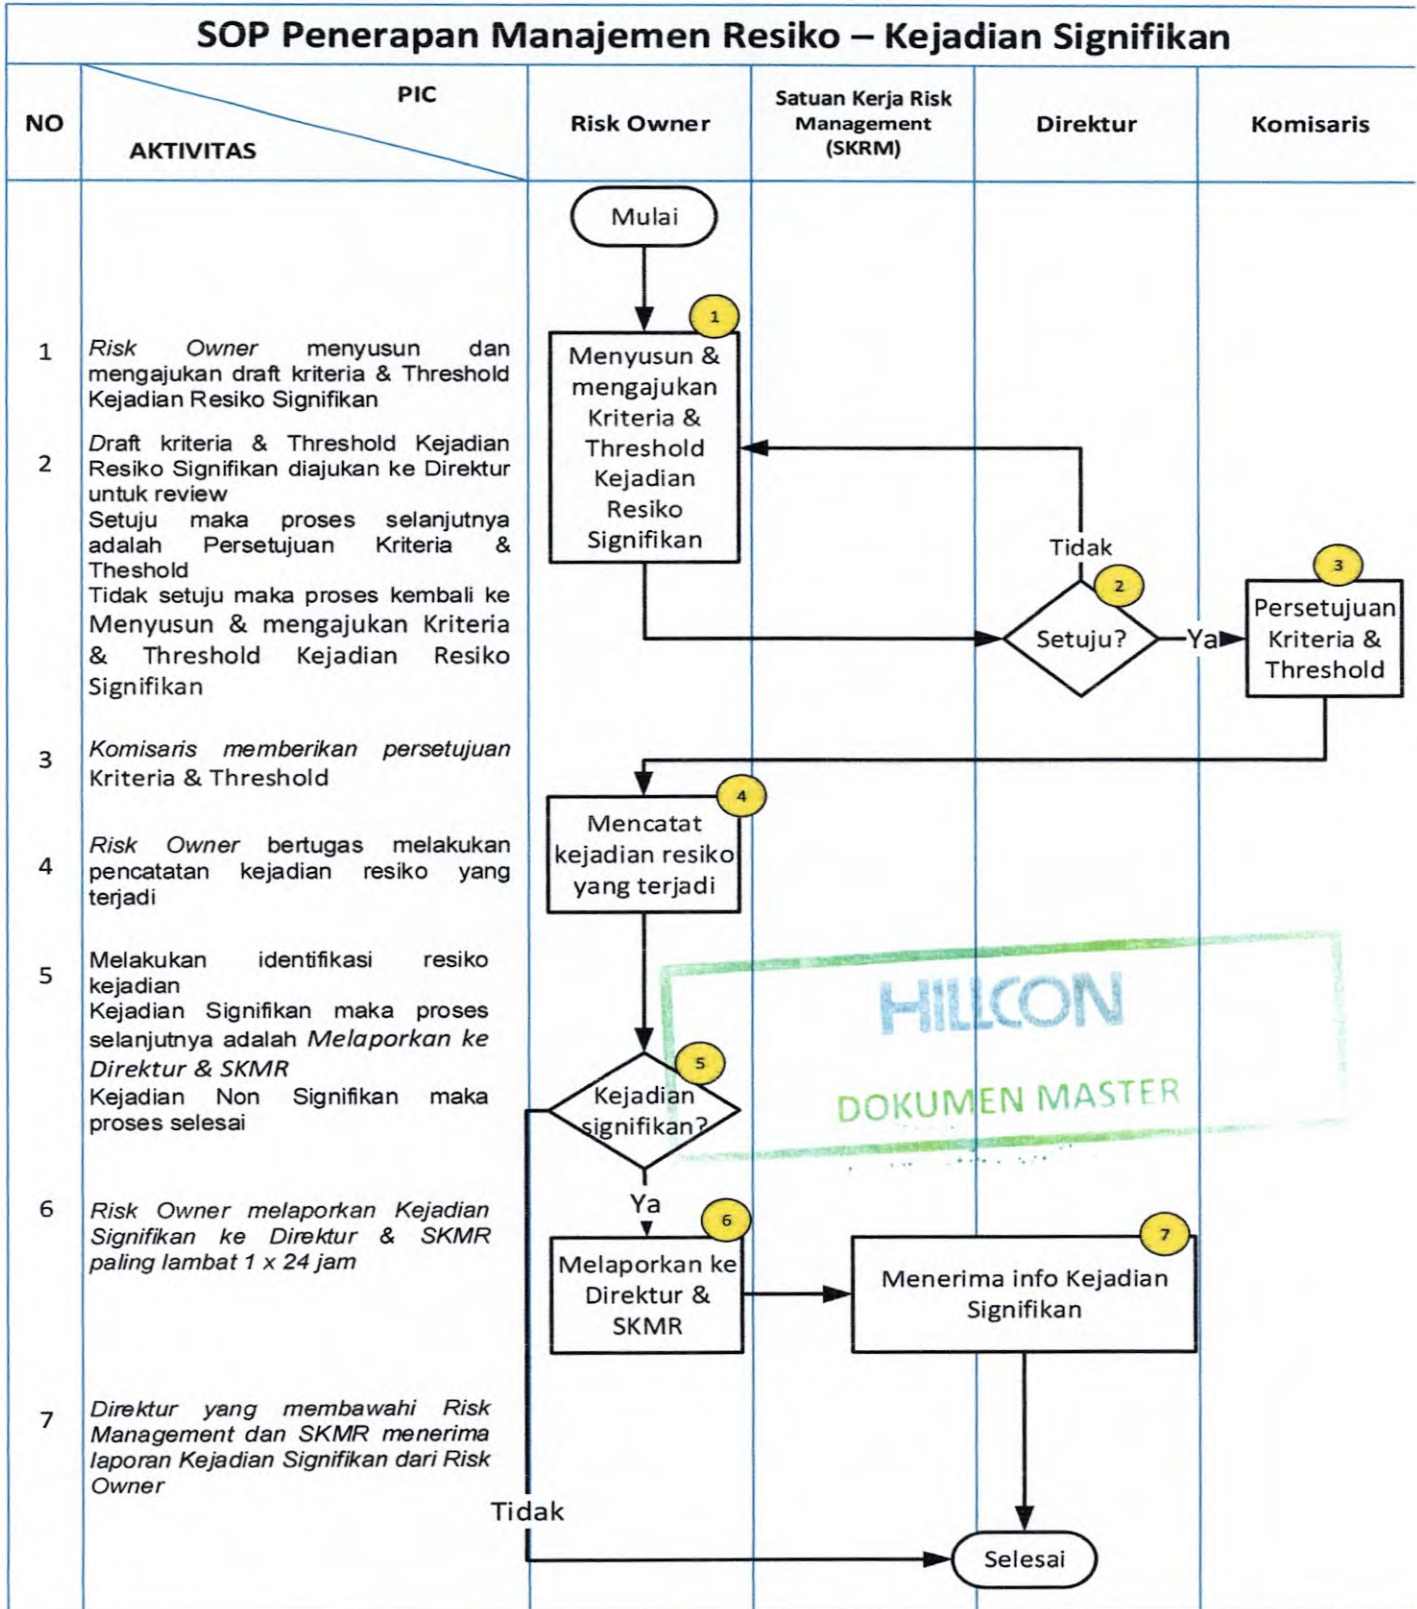 SOP Penerapan Manajemen Resiko – Kejadian Signifikan
NO
PIC
AKTIVITAS
Risk Owner
Satuan Kerja Risk
Management
(SKRM)
Direktur
Komisaris
1
Risk Owner menyusun dan
mengajukan draft kriteria & Threshold
Kejadian Resiko Signifikan
2
Draft kriteria & Threshold Kejadian
Resiko Signifikan diajukan ke Direktur
untuk review
Setuju maka proses selanjutnya
adalah Persetujuan Kriteria &
Theshold
Tidak setuju maka proses kembali ke
Menyusun & mengajukan Kriteria
& Threshold Kejadian Resiko
Signifikan
3
Komisaris memberikan persetujuan
Kriteria & Threshold
4
Risk Owner bertugas melakukan
pencatatan kejadian resiko yang
terjadi
5
Melakukan identifikasi resiko
kejadian
Kejadian Signifikan maka proses
selanjutnya adalah Melaporkan ke
Direktur & SKMR
Kejadian Non Signifikan maka
proses selesai
6
Risk Owner melaporkan Kejadian
Signifikan ke Direktur & SKMR
paling lambat 1 x 24 jam
7
Direktur yang membawahi Risk
Management dan SKMR menerima
laporan Kejadian Signifikan dari Risk
Owner
Mulai
1
Menyusun &
mengajukan
Kriteria &
Threshold
Kejadian
Resiko
Signifikan
Tidak
2
Setuju?
Ya
3
Persetujuan
Kriteria &
Threshold
4
Mencatat
kejadian resiko
yang terjadi
HILLCON
DOKUMEN MASTER
5
Kejadian
signifikan?
Ya
6
Melaporkan ke
Direktur &
SKMR
7
Menerima info Kejadian
Signifikan
Tidak
Selesai